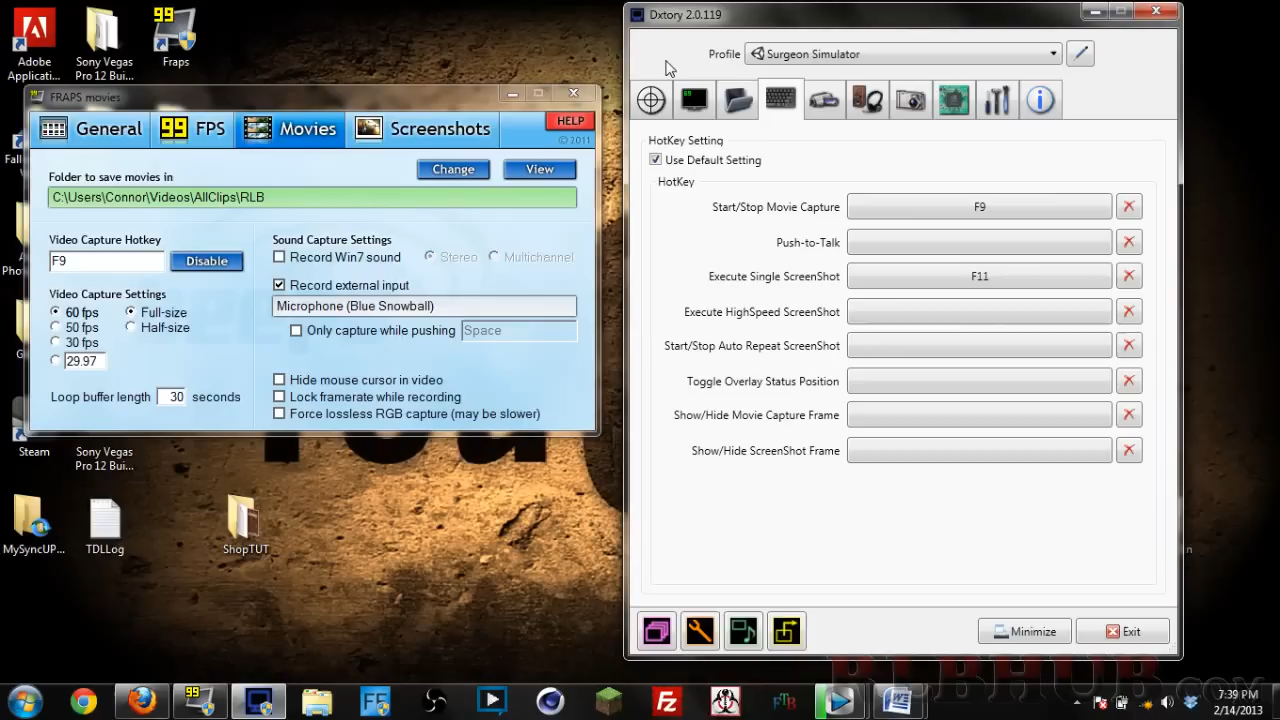 Adobe
Applicati...
Sony Vegas
Pro 12 Bui...
99
Fraps
FRAPS movies
General
99 FPS
Movies
Screenshots
HELP
© 2011
Folder to save movies in
Change
View
C:\Users\Connor\Videos\AllClips\RLB
Video Capture Hotkey
F9
Disable
Video Capture Settings
60 fps
Full-size
50 fps
Half-size
30 fps
29.97
Loop buffer length 30 seconds
Sound Capture Settings
Record Win7 sound
Stereo
Multichannel
Record external input
Microphone (Blue Snowball)
Only capture while pushing
Space
Hide mouse cursor in video
Lock framerate while recording
Force lossless RGB capture (may be slower)
Dxtory 2.0.119
Profile
Surgeon Simulator
HotKey Setting
Use Default Setting
HotKey
Start/Stop Movie Capture
F9
Push-to-Talk
Execute Single ScreenShot
F11
Execute HighSpeed ScreenShot
Start/Stop Auto Repeat ScreenShot
Toggle Overlay Status Position
Show/Hide Movie Capture Frame
Show/Hide ScreenShot Frame
Minimize
Exit
Steam
Sony Vegas
Pro 12 Bui...
MySyncUP...
TDLLog
ShopTUT
99
FF
7:39 PM
2/14/2013